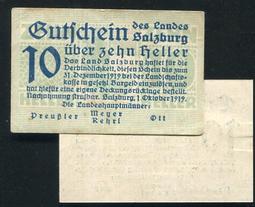 Gutschein des Landes
Salzburg
10 über zehn Heller
Das Land Salzburg haftet für die
Verbindlichkeit, diesen Schein bis zum
31. Dezember 1919 bei der Landschafts-
kasse in gesetzl. Bargeld einzulösen, und
hat hiefür eine eigene Deckungsrücklage bestellt.
Nachahmung strafbar. Salzburg, 1. Oktober 1919.
Die Landeshauptmänner:
Preußler Meyer Ott
Rehrl
HELLER